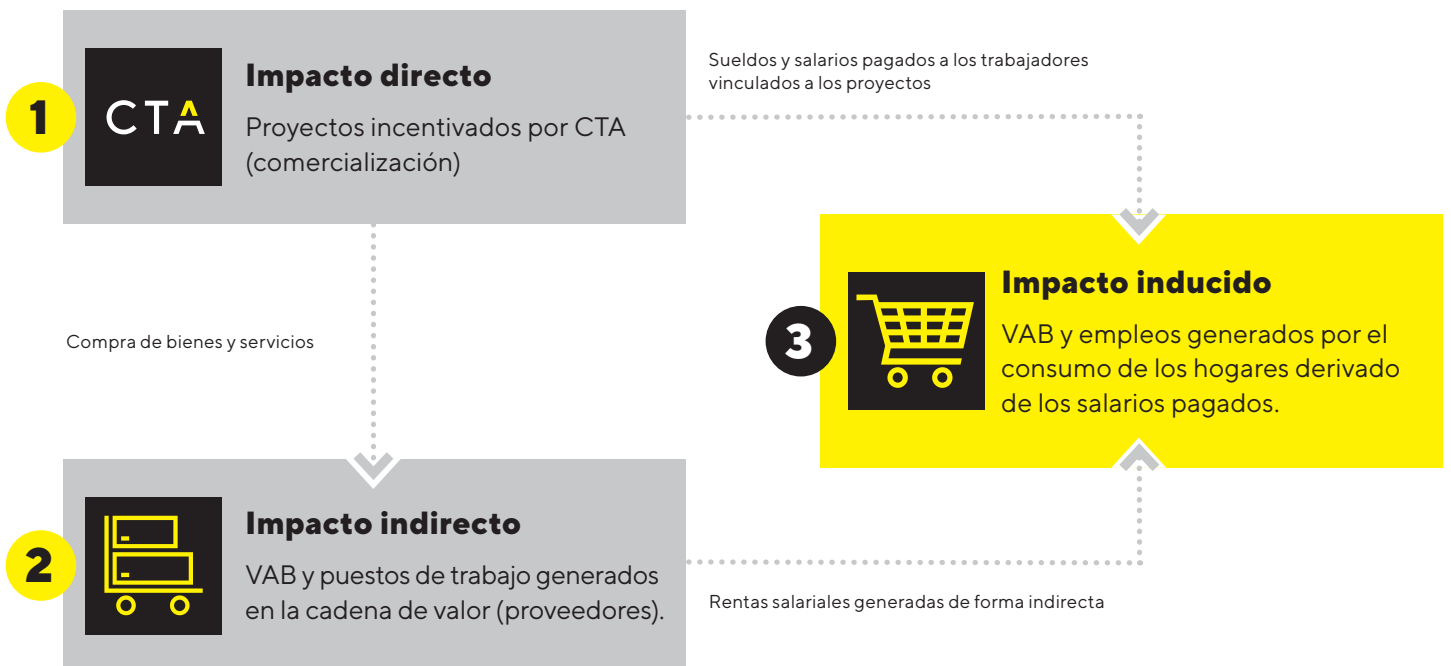 1
CTA
Impacto directo
Proyectos incentivados por CTA
(comercialización)
Sueldos y salarios pagados a los trabajadores
vinculados a los proyectos
Compra de bienes y servicios
3
Impacto inducido
VAB y empleos generados por el
consumo de los hogares derivado
de los salarios pagados.
2
Impacto indirecto
VAB y puestos de trabajo generados
en la cadena de valor (proveedores).
Rentas salariales generadas de forma indirecta